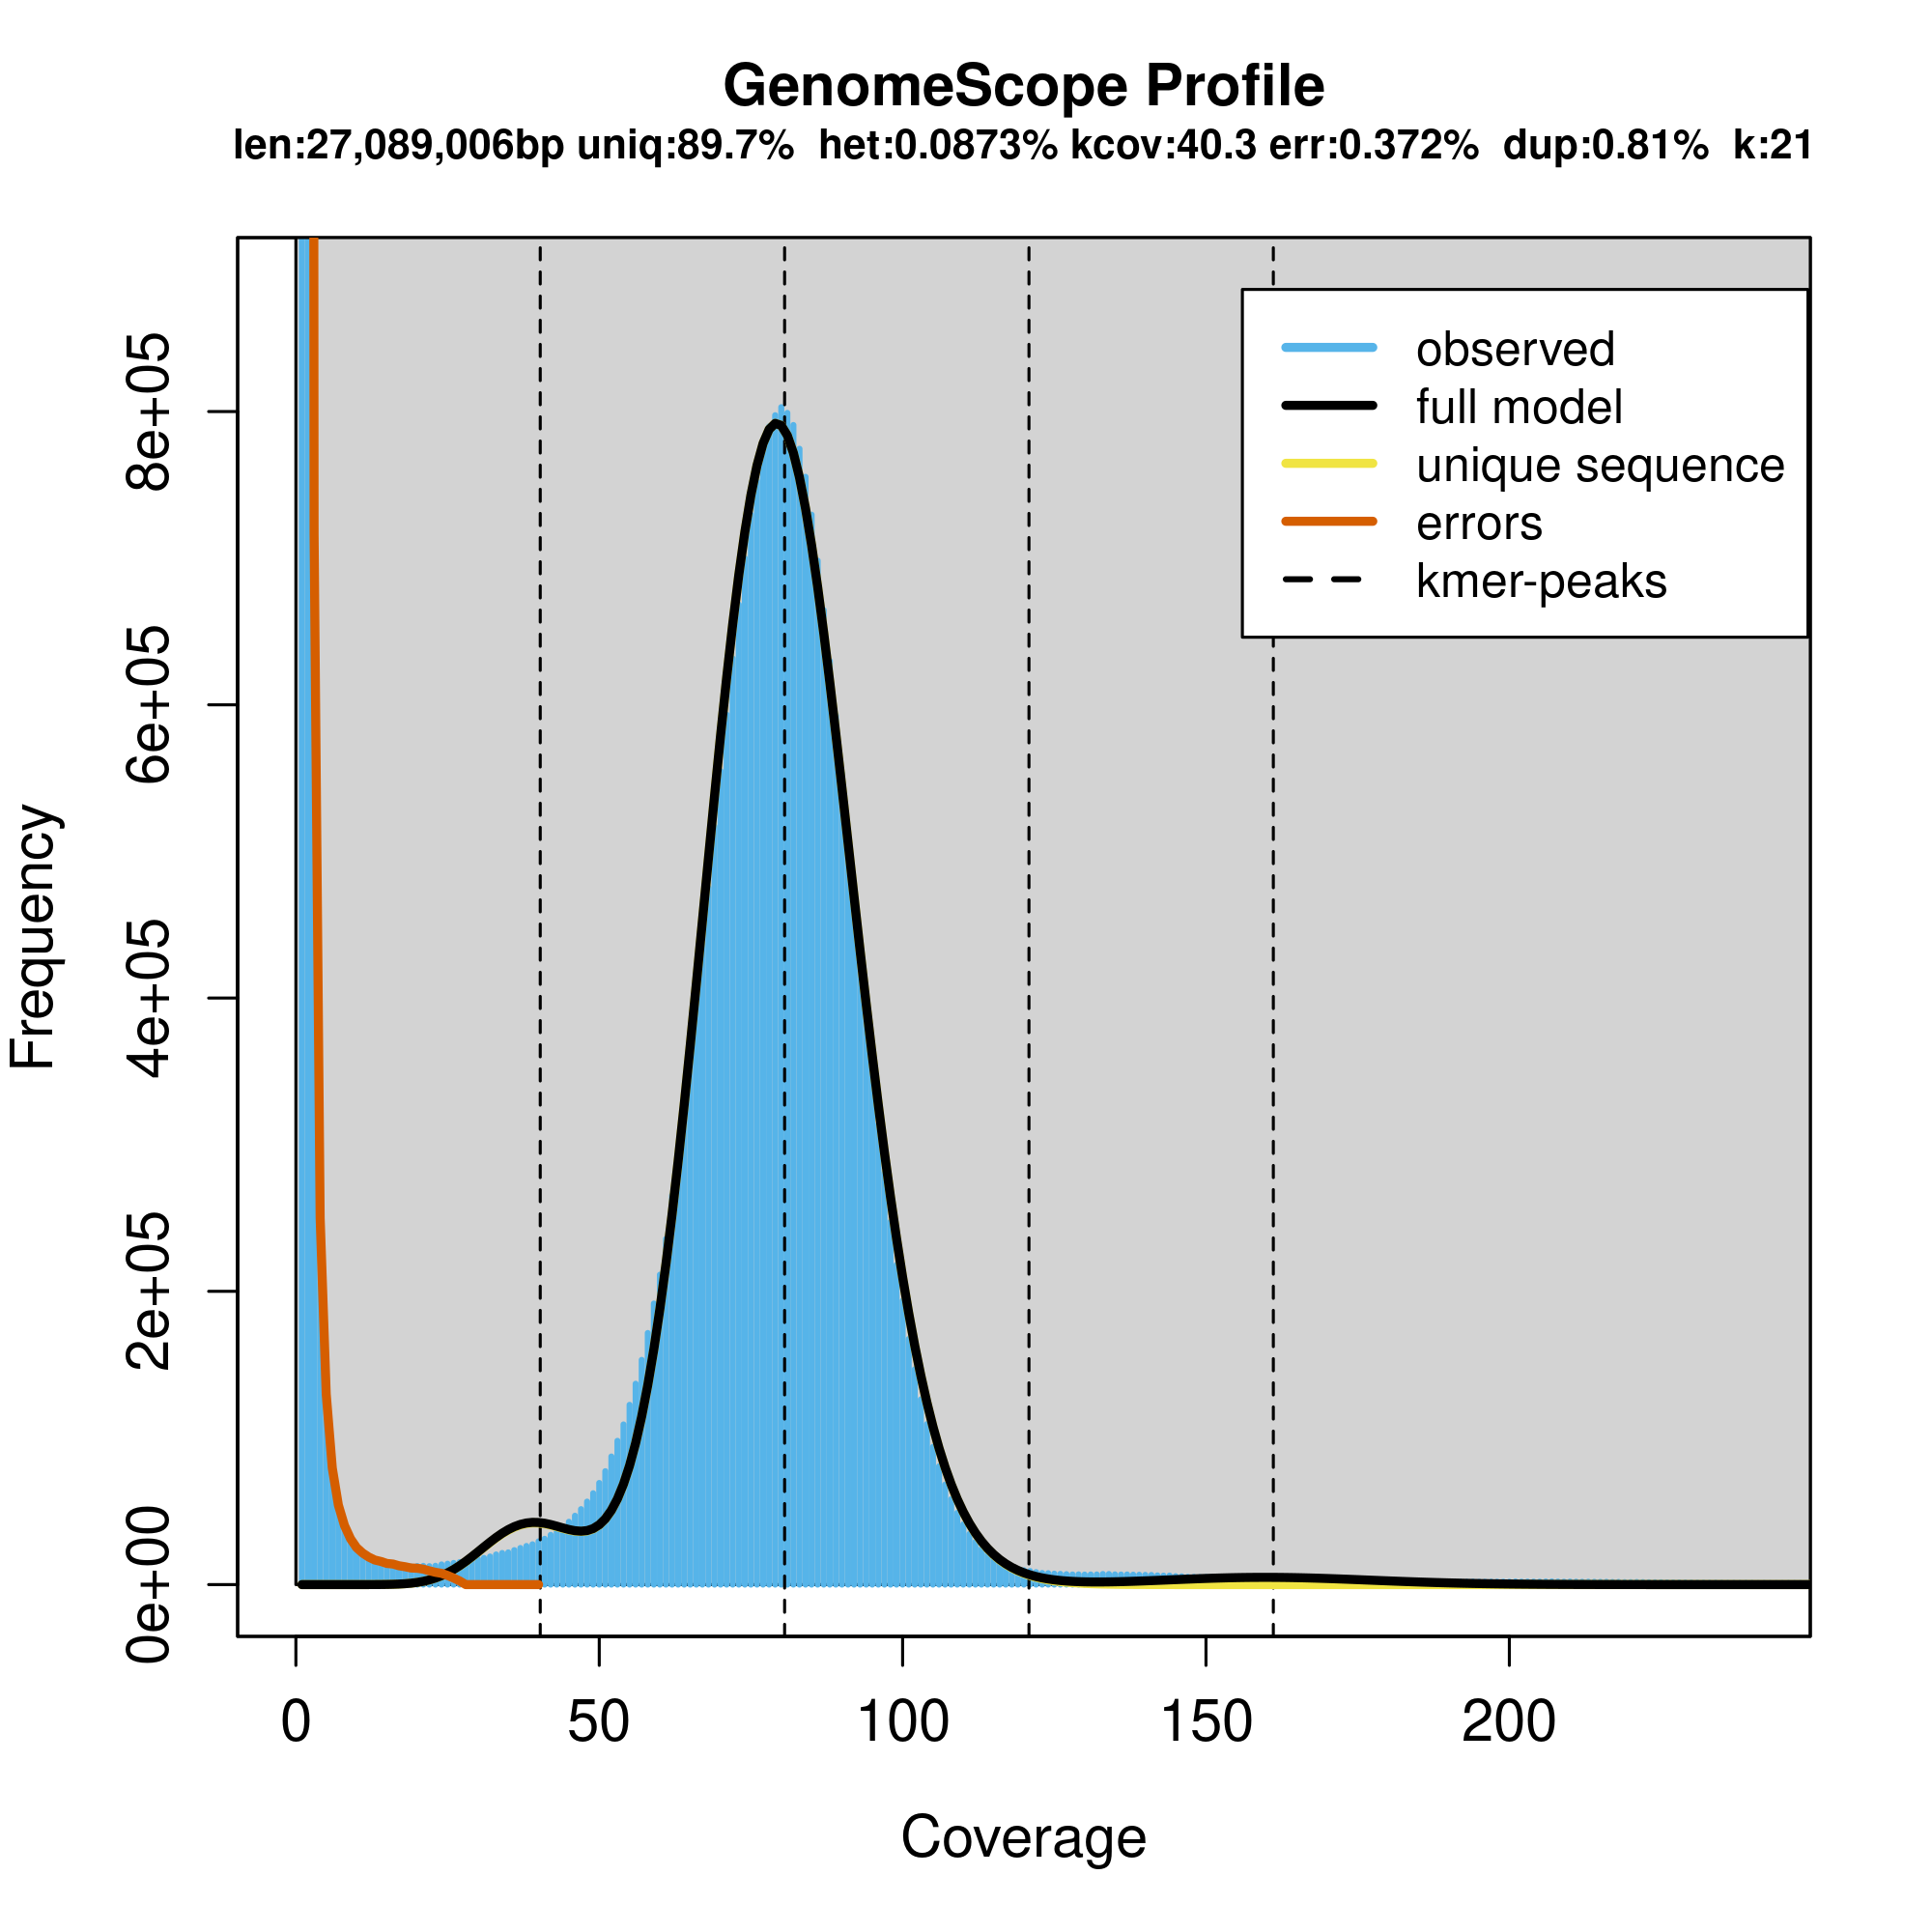 GenomeScope Profile
len:27,089,006bp uniq:89.7% het:0.0873% kcov:40.3 err:0.372% dup:0.81% k:21
observed
full model
unique sequence
errors
kmer-peaks
Frequency
8e+05
6e+05
4e+05
2e+05
0e+00
0 50 100 150 200
Coverage